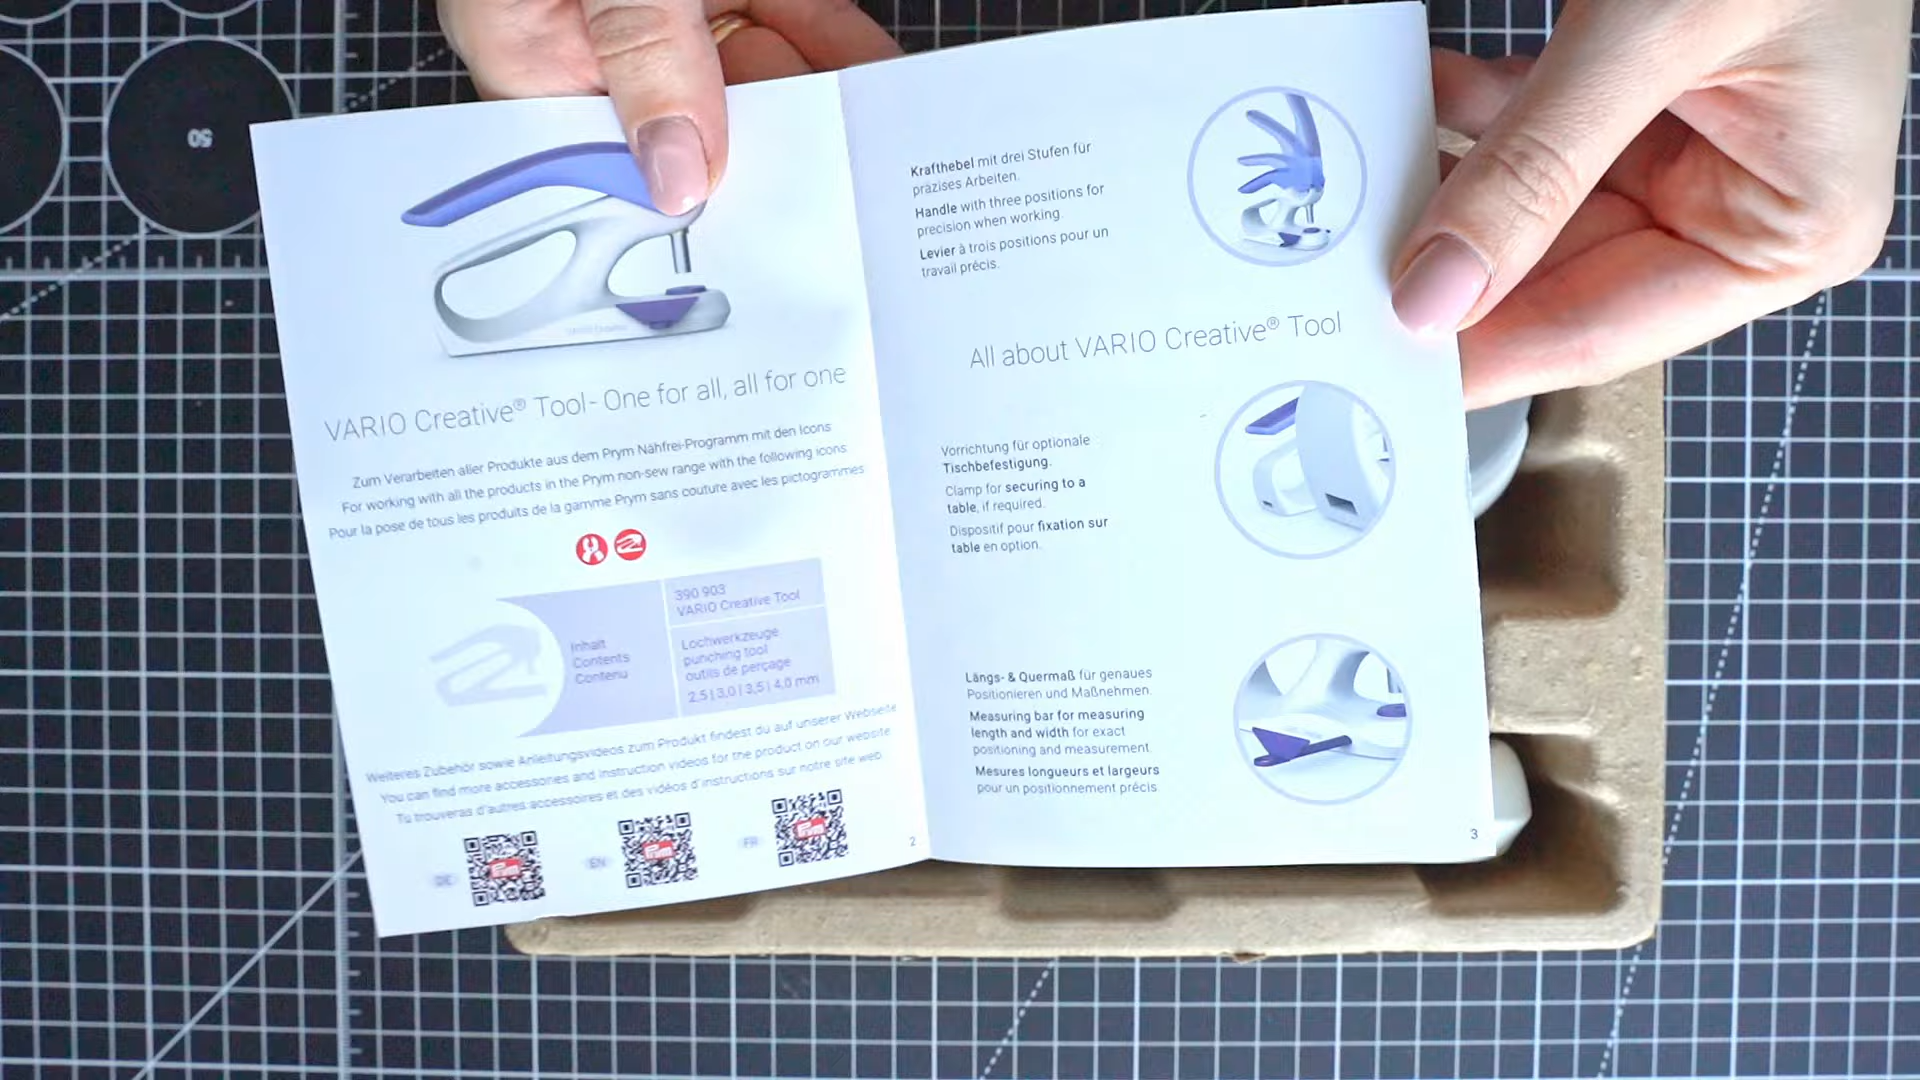 50
VARIO Creative® Tool - One for all, all for one
Zum Verarbeiten aller Produkte aus dem Prym Nähfrei-Programm mit den Icons
For working with all the products in the Prym non-sew range with the following icons
Pour la pose de tous les produits de la gamme Prym sans couture avec les pictogrammes
Inhalt
Contents
Contenu
390 903
VARIO Creative Tool
Lochwerkzeuge
punching tool
outils de perçage
2,5 | 3,0 | 3,5 | 4,0 mm
Weiteres Zubehör sowie Anleitungsvideos zum Produkt findest du auf unserer Webseite
You can find more accessories and instruction videos for the product on our website
Tu trouveras d'autres accessoires et des vidéos d'instructions sur notre site web
DE
Prym
EN
Prym
FR
Prym
2
Krafthebel mit drei Stufen für
präzises Arbeiten.
Handle with three positions for
precision when working.
Levier à trois positions pour un
travail précis.
All about VARIO Creative® Tool
Vorrichtung für optionale
Tischbefestigung.
Clamp for securing to a
table, if required.
Dispositif pour fixation sur
table en option.
Längs- & Quermaß für genaues
Positionieren und Maßnehmen.
Measuring bar for measuring
length and width for exact
positioning and measurement.
Mesures longueurs et largeurs
pour un positionnement précis.
3